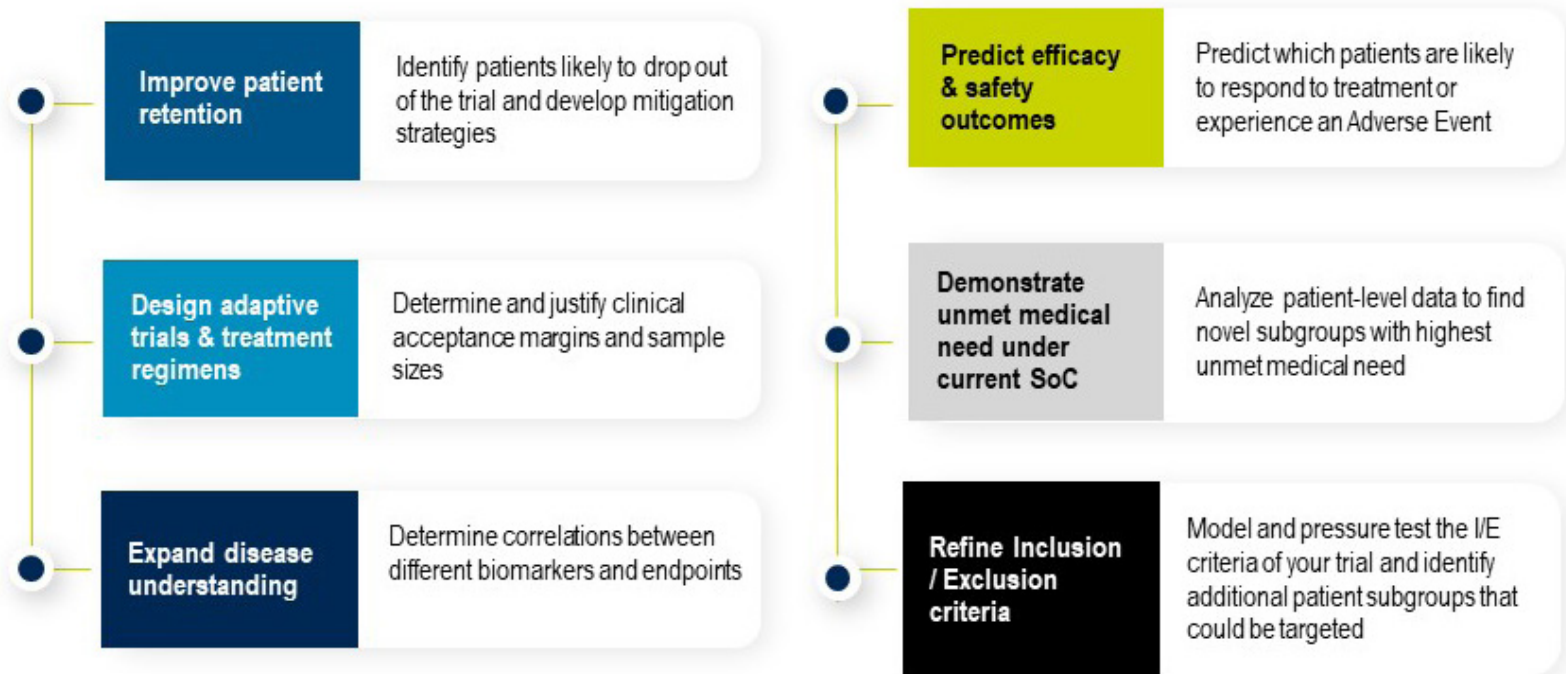 Improve patient
retention
Identify patients likely to drop out
of the trial and develop mitigation
strategies
Design adaptive
trials & treatment
regimens
Determine and justify clinical
acceptance margins and sample
sizes
Expand disease
understanding
Determine correlations between
different biomarkers and endpoints
Predict efficacy
& safety
outcomes
Predict which patients are likely
to respond to treatment or
experience an Adverse Event
Demonstrate
unmet medical
need under
current SoC
Analyze patient-level data to find
novel subgroups with highest
unmet medical need
Refine Inclusion
/ Exclusion
criteria
Model and pressure test the I/E
criteria of your trial and identify
additional patient subgroups that
could be targeted